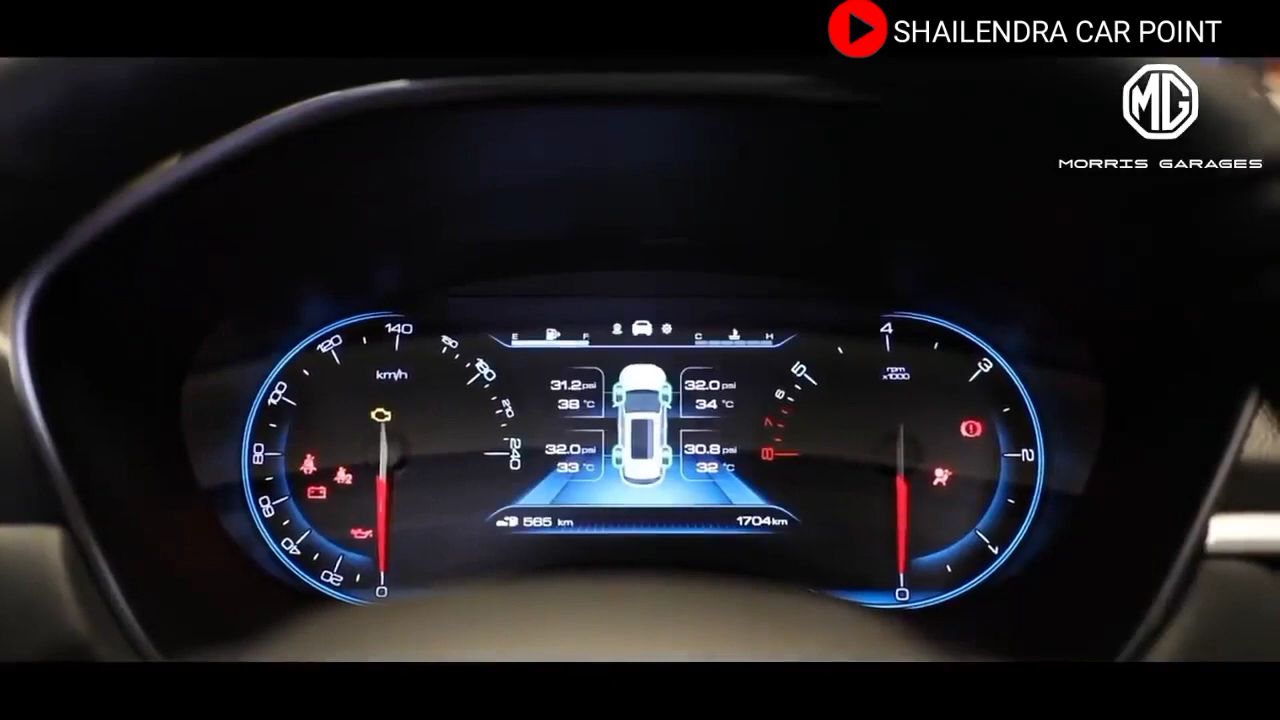 SHAILENDRA CAR POINT
MG
MORRIS GARAGES
E F
C H
0
20
40
60
80
100
120
140
160
180
210
240
km/h
31.2psi
38 °C
32.0psi
34 °C
32.0psi
33 °C
30.8psi
32 °C
565 km
1704km
4
3
2
1
0
5
6
7
8
rpm
x1000